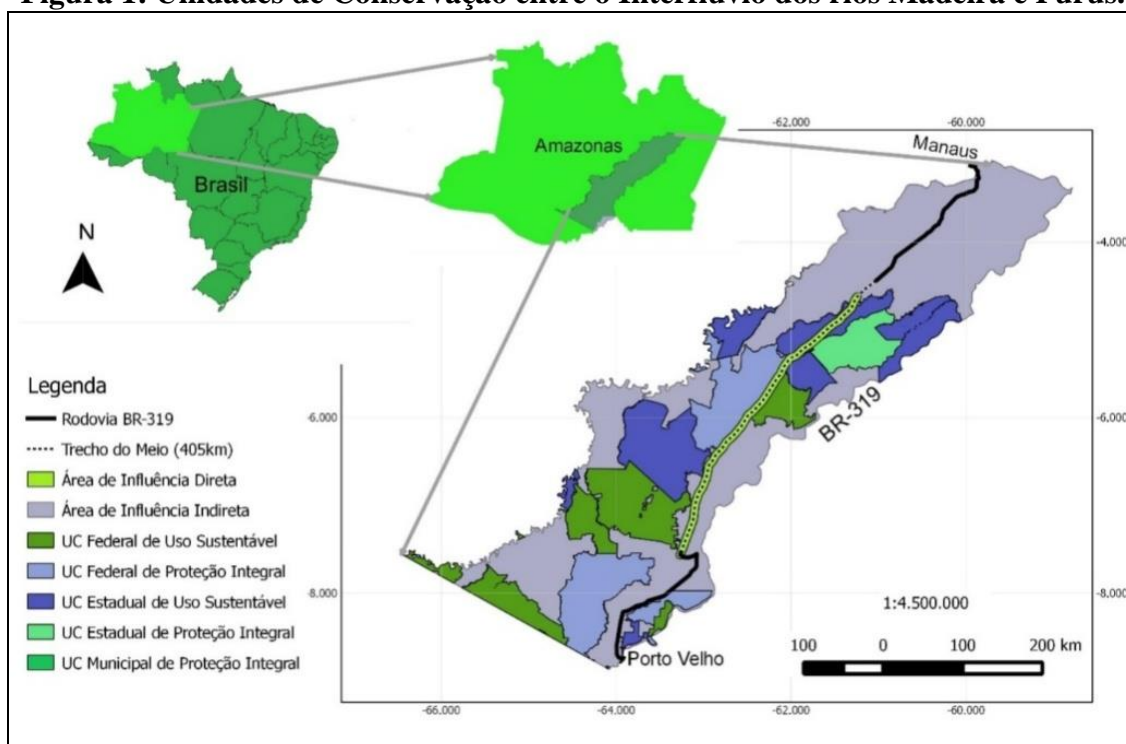 Figura 1: Unidades de Conservação entre o Interflúvio dos rios Madeira e Purus.
Brasil
N
Amazonas
-62.000
-60.000
Manaus
-4.000
-6.000
-6.000
-8.000
-8.000
BR-319
Legenda
Rodovia BR-319
Trecho do Meio (405km)
Área de Influência Direta
Área de Influência Indireta
UC Federal de Uso Sustentável
UC Federal de Proteção Integral
UC Estadual de Uso Sustentável
UC Estadual de Proteção Integral
UC Municipal de Proteção Integral
1:4.500.000
100 0 100 200 km
Porto Velho
-66.000
-64.000
-62.000
-60.000